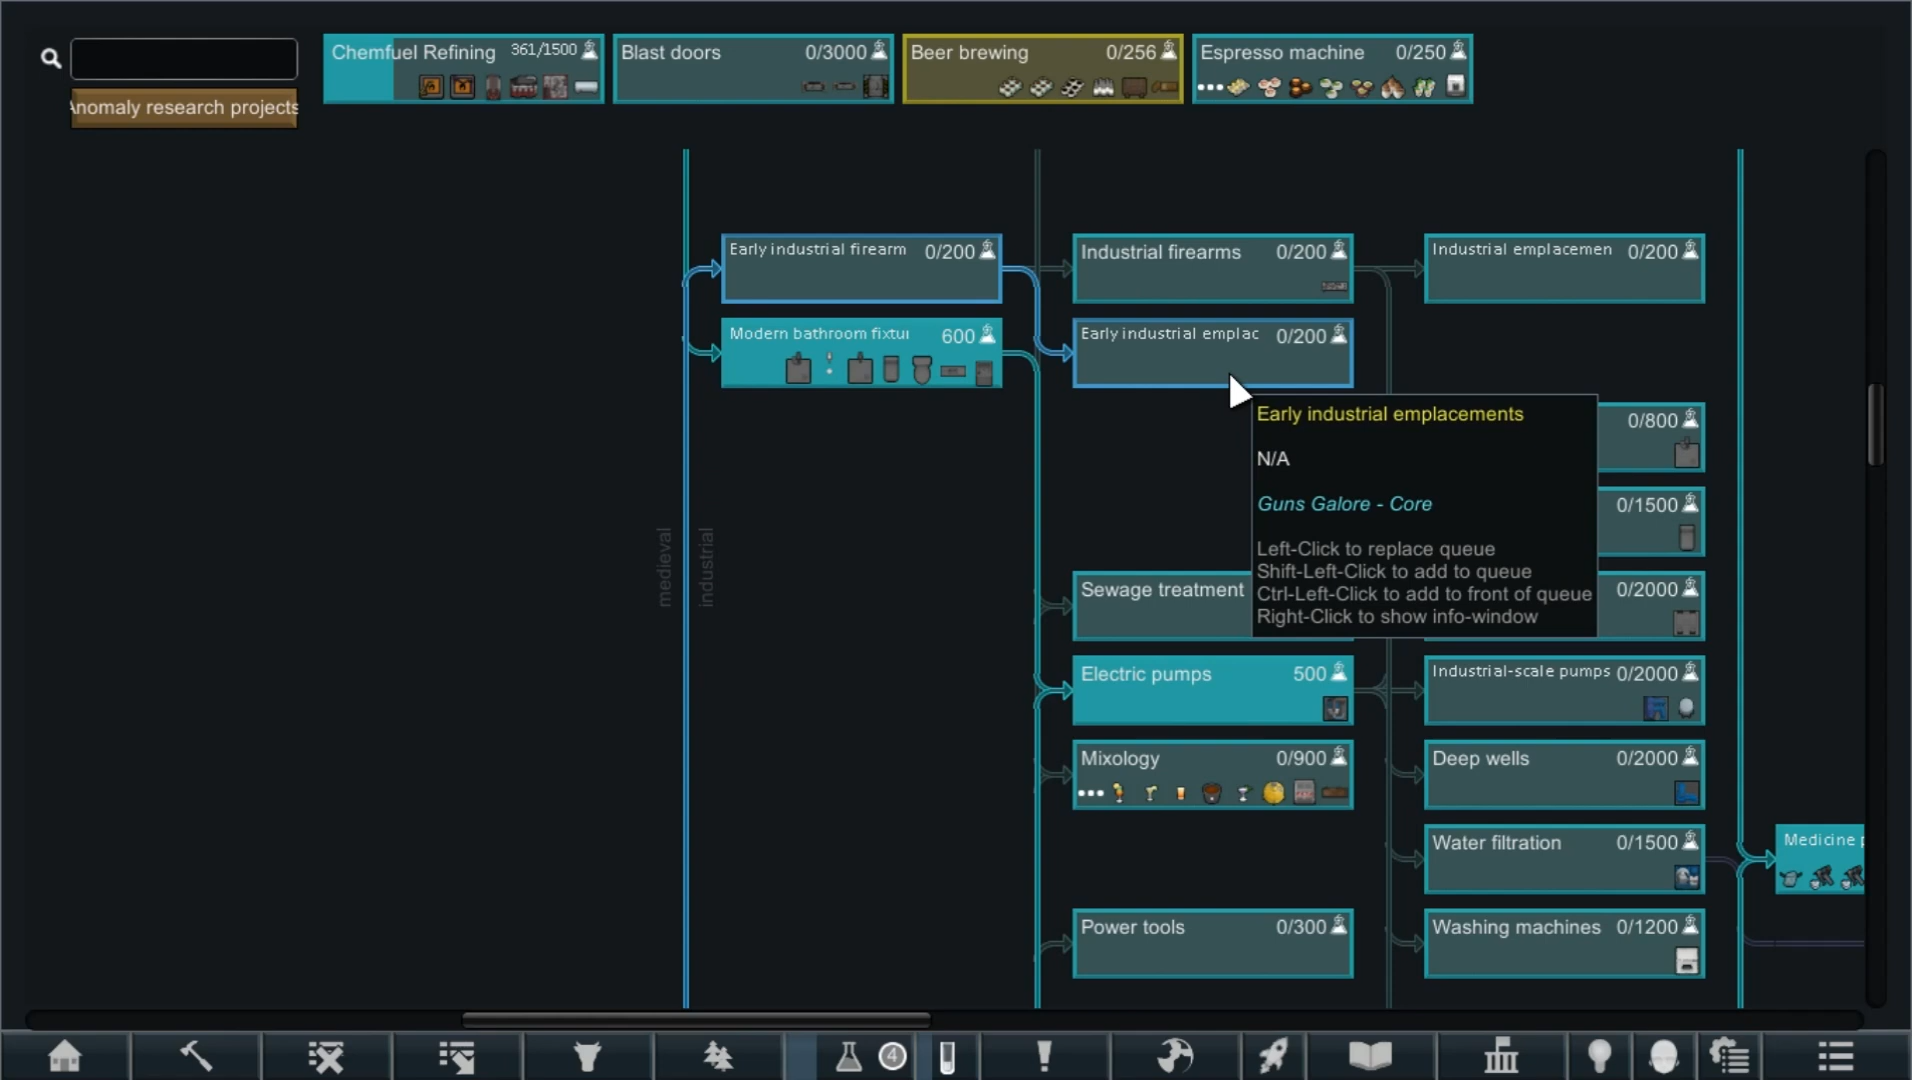 Chemfuel Refining 361/1500
Blast doors 0/3000
Beer brewing 0/256
Espresso machine 0/250
Anomaly research projects
Early industrial firearm 0/200
Industrial firearms 0/200
Industrial emplacemen 0/200
Modern bathroom fixtur 600
Early industrial emplac 0/200
Early industrial emplacements
N/A
Guns Galore - Core
Left-Click to replace queue
Shift-Left-Click to add to queue
Ctrl-Left-Click to add to front of queue
Right-Click to show info-window
0/800
0/1500
medieval
industrial
Sewage treatment
0/2000
Electric pumps 500
Industrial-scale pumps 0/2000
Mixology 0/900
Deep wells 0/2000
Water filtration 0/1500
Medicine p
Power tools 0/300
Washing machines 0/1200
4